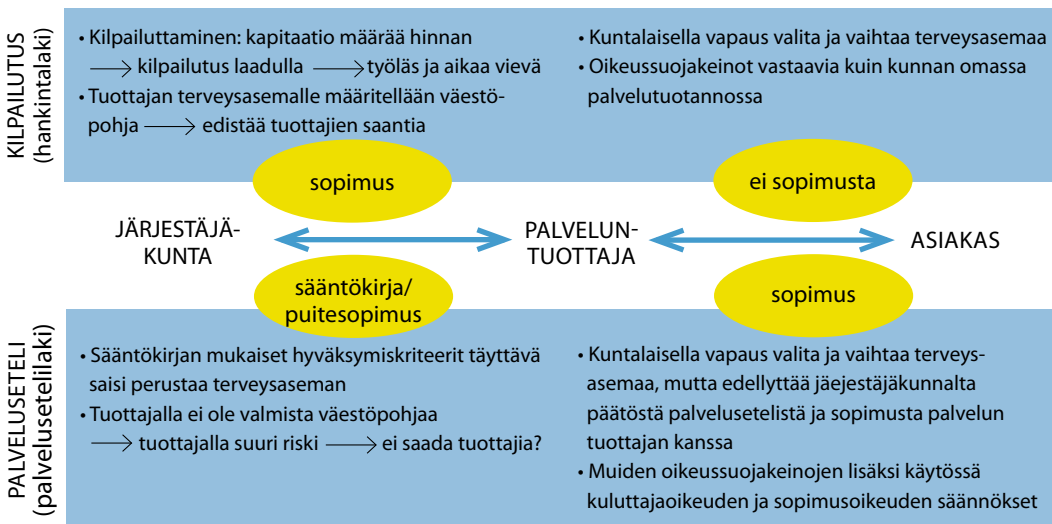 KILPAILUTUS
(hankintalaki)
• Kilpailuttaminen: kapitaatio määrää hinnan
⟶ kilpailutus laadulla ⟶ työläs ja aikaa vievä
• Tuottajan terveysasemalle määritellään väestö-
pohja ⟶ edistää tuottajien saantia
• Kuntalaisella vapaus valita ja vaihtaa terveysasemaa
• Oikeussuojakeinot vastaavia kuin kunnan omassa
palvelutuotannossa
sopimus
ei sopimusta
JÄRJESTÄJÄ-
KUNTA
PALVELUN-
TUOTTAJA
ASIAKAS
sääntökirja/
puitesopimus
sopimus
PALVELUSETELI
(palvelusetelilaki)
• Sääntökirjan mukaiset hyväksymiskriteerit täyttävä
saisi perustaa terveysaseman
• Tuottajalla ei ole valmista väestöpohjaa
⟶ tuottajalla suuri riski ⟶ ei saada tuottajia?
• Kuntalaisella vapaus valita ja vaihtaa terveys-
asemaa, mutta edellyttää jäejestäjäkunnalta
päätöstä palvelusetelistä ja sopimusta palvelun
tuottajan kanssa
• Muiden oikeussuojakeinojen lisäksi käytössä
kuluttajaoikeuden ja sopimusoikeuden säännökset